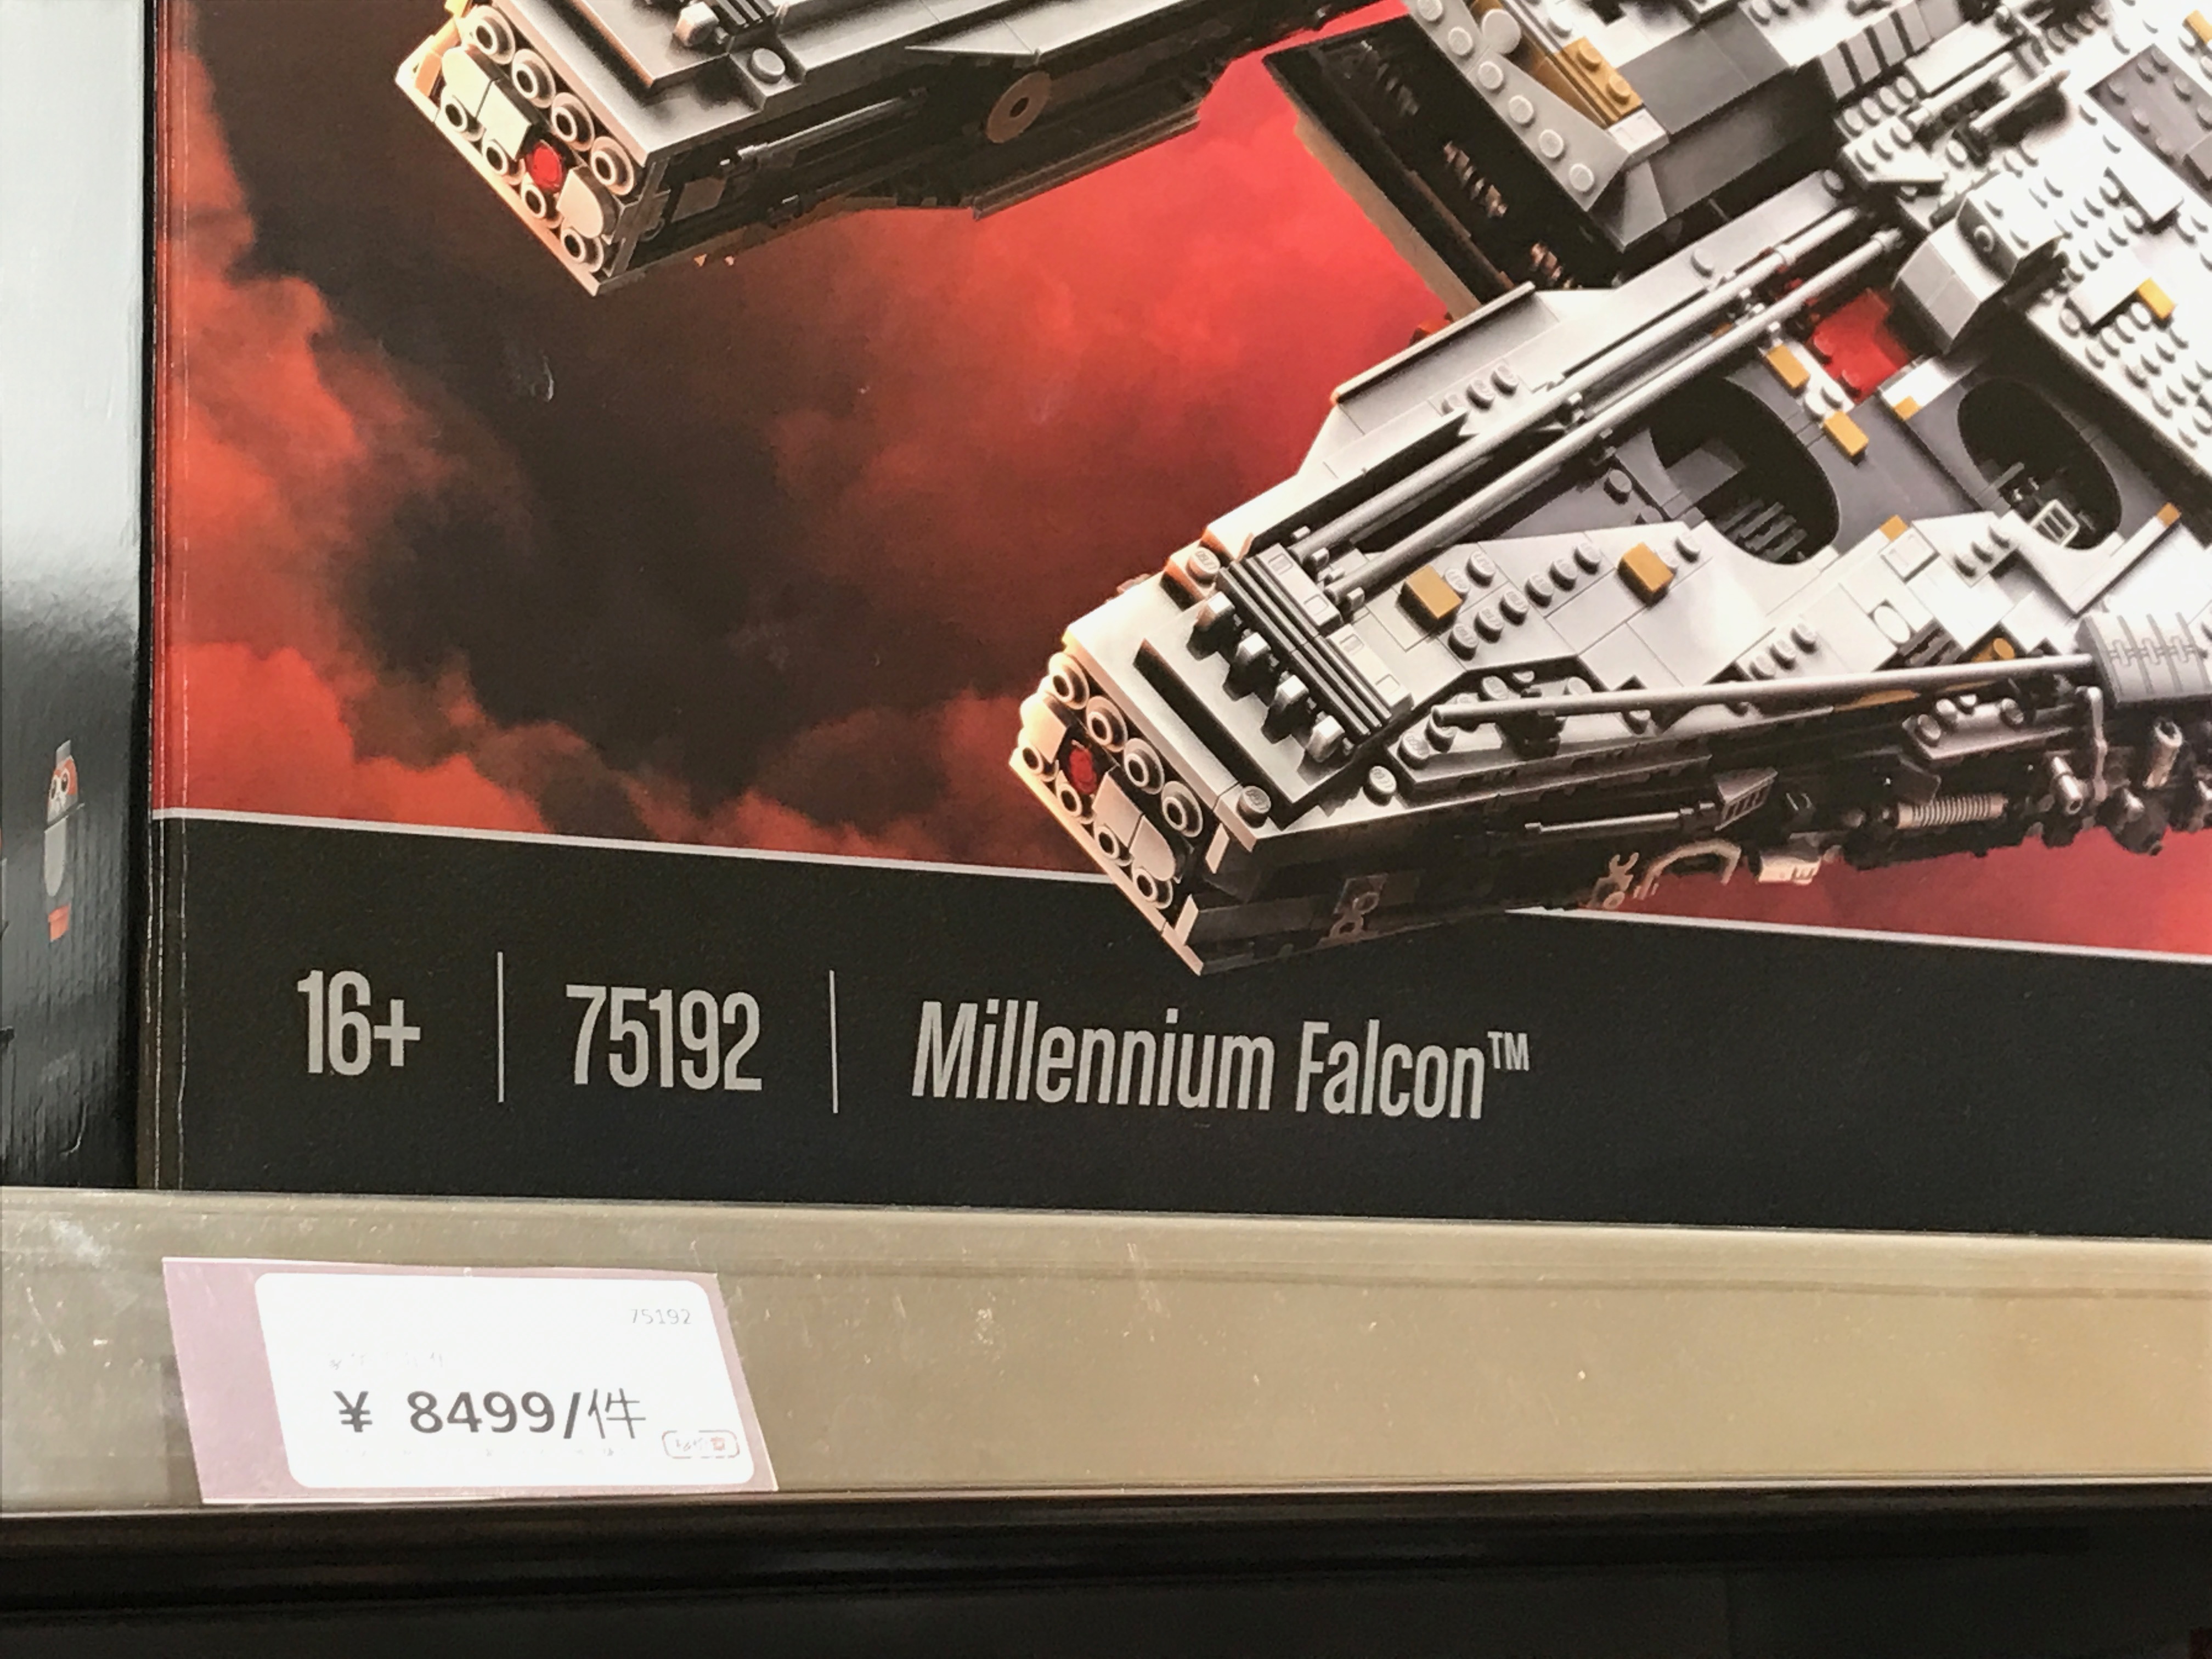 16+ | 75192 | Millennium Falcon™
75192
¥ 8499/件